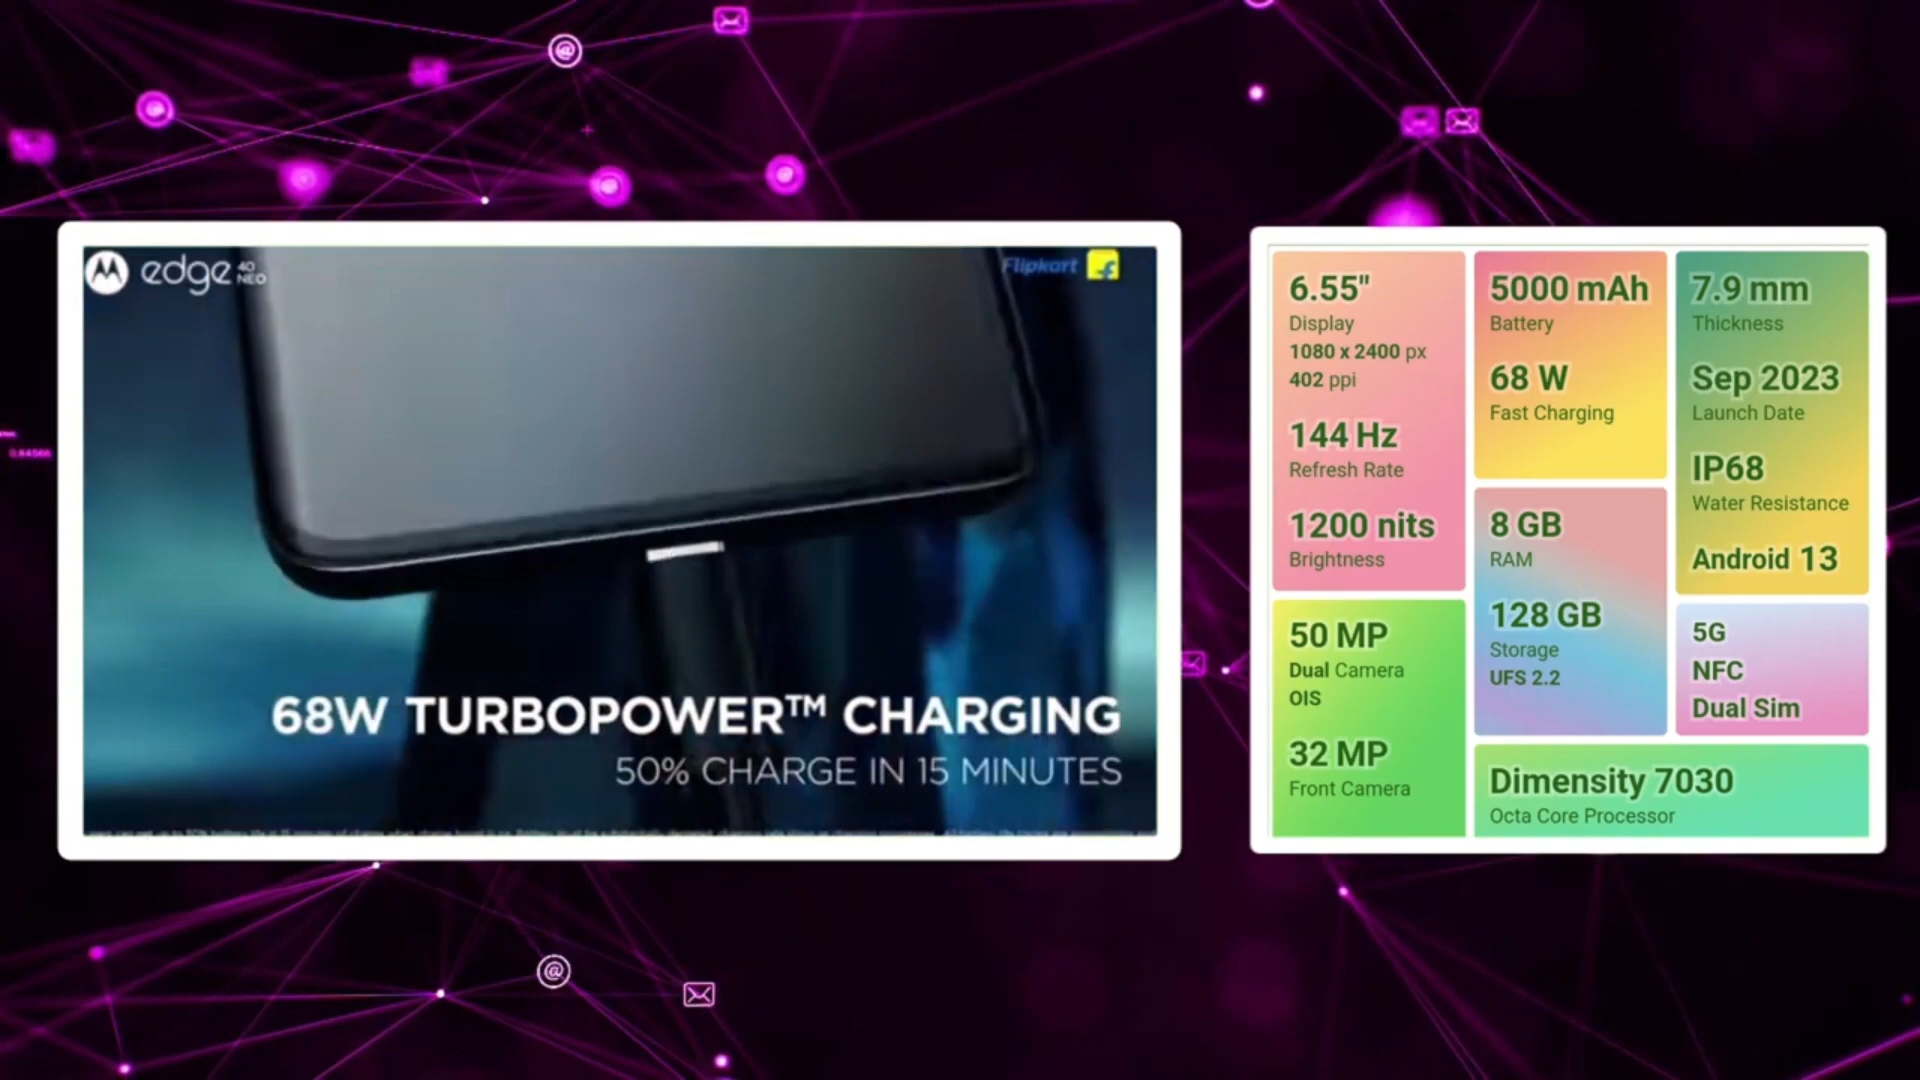 edge 40 NEO
Flipkart
68W TURBOPOWER™ CHARGING
50% CHARGE IN 15 MINUTES
6.55"
Display
1080 x 2400 px
402 ppi
144 Hz
Refresh Rate
1200 nits
Brightness
50 MP
Dual Camera
OIS
32 MP
Front Camera
5000 mAh
Battery
68 W
Fast Charging
8 GB
RAM
128 GB
Storage
UFS 2.2
7.9 mm
Thickness
Sep 2023
Launch Date
IP68
Water Resistance
Android 13
5G
NFC
Dual Sim
Dimensity 7030
Octa Core Processor